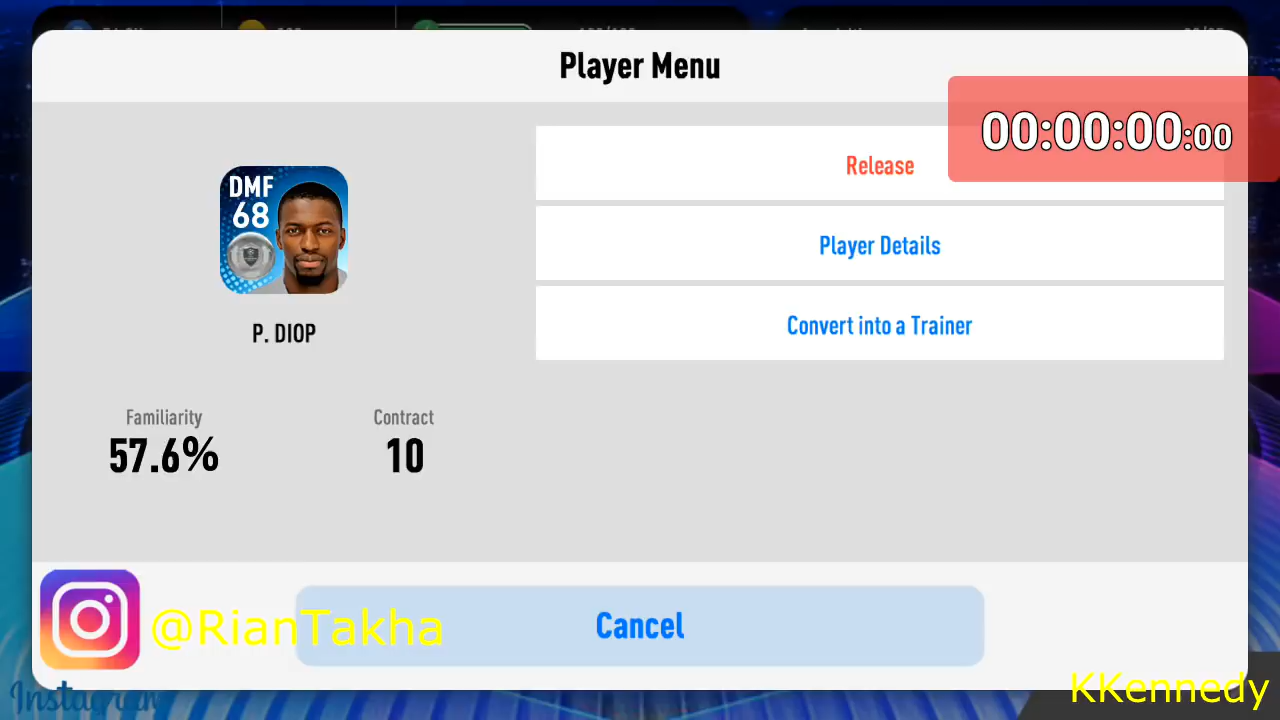 Player Menu
00:00:00:00
DMF
68
P. DIOP
Release
Player Details
Convert into a Trainer
Familiarity
57.6%
Contract
10
@RianTakha
Cancel
Instagram
KKennedy